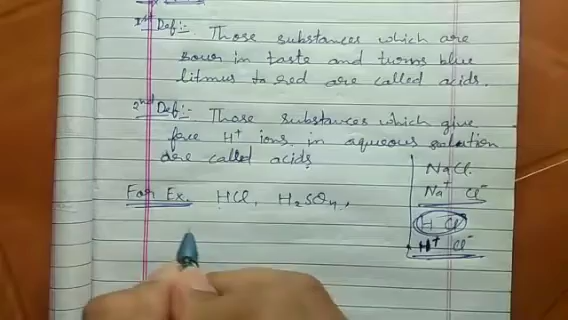 1st Def:- Those substances which are
sour in taste and turns blue
litmus to red are called acids.
2nd Def:- Those substances which give
free H+ ions in aqueous solution
are called acids
For Ex. HCl, H2SO4,
NaCl
Na+ Cl-
H Cl
H+ Cl-